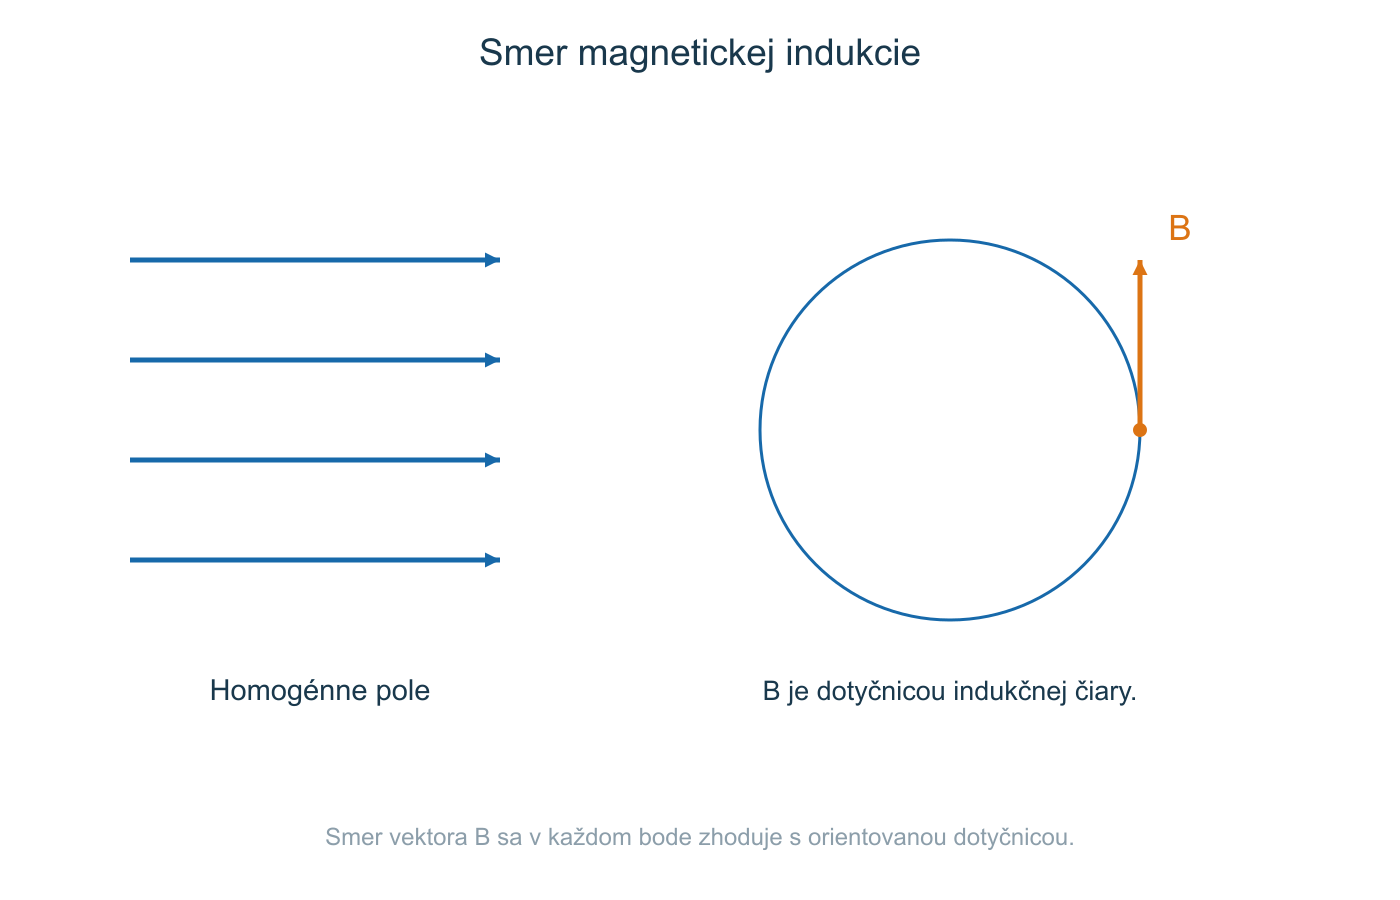 Smer magnetickej indukcie
B
Homogénne pole
B je dotyčnicou indukčnej čiary.
Smer vektora B sa v každom bode zhoduje s orientovanou dotyčnicou.